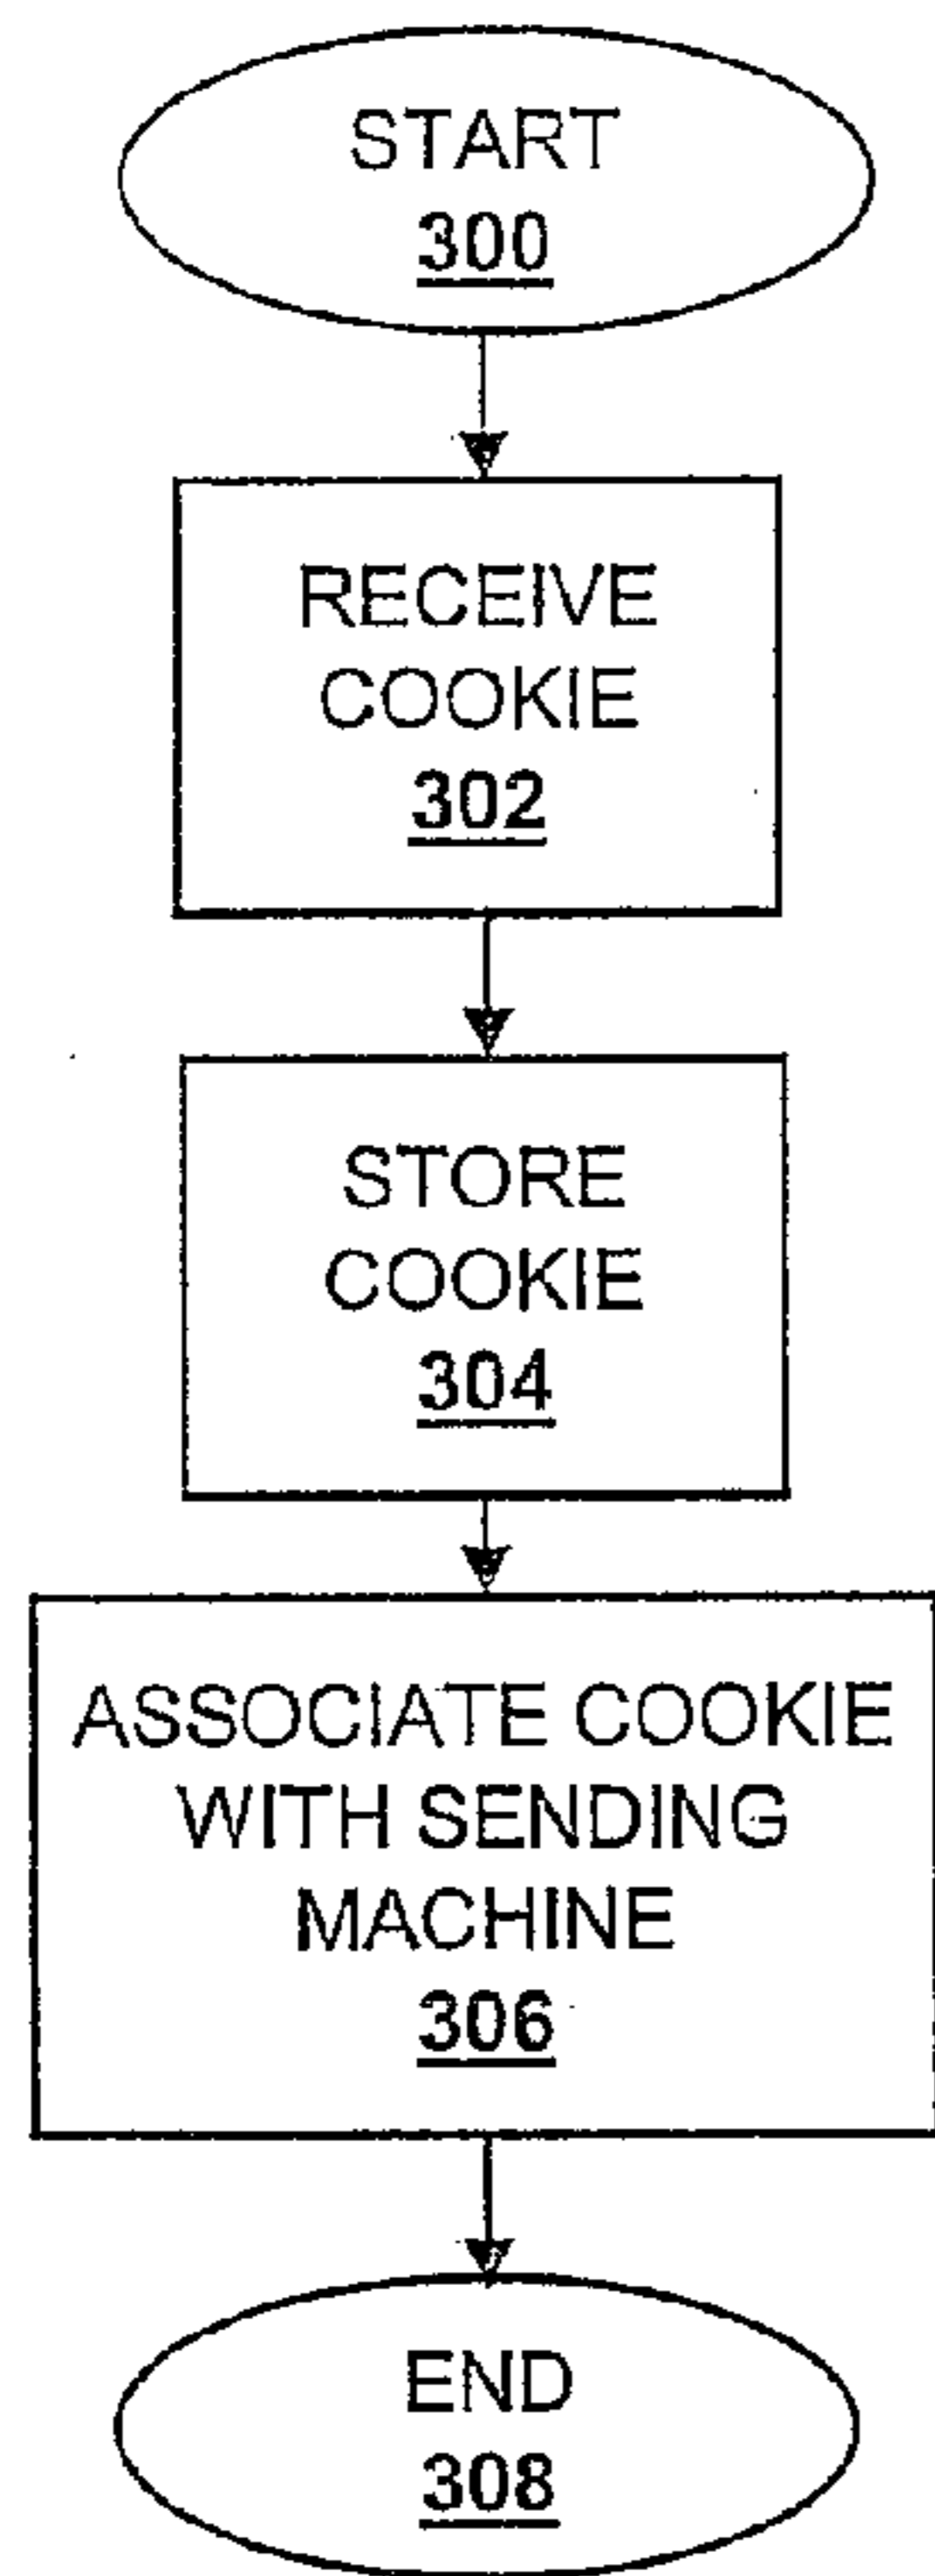 START
300
RECEIVE
COOKIE
302
STORE
COOKIE
304
ASSOCIATE COOKIE
WITH SENDING
MACHINE
306
END
308